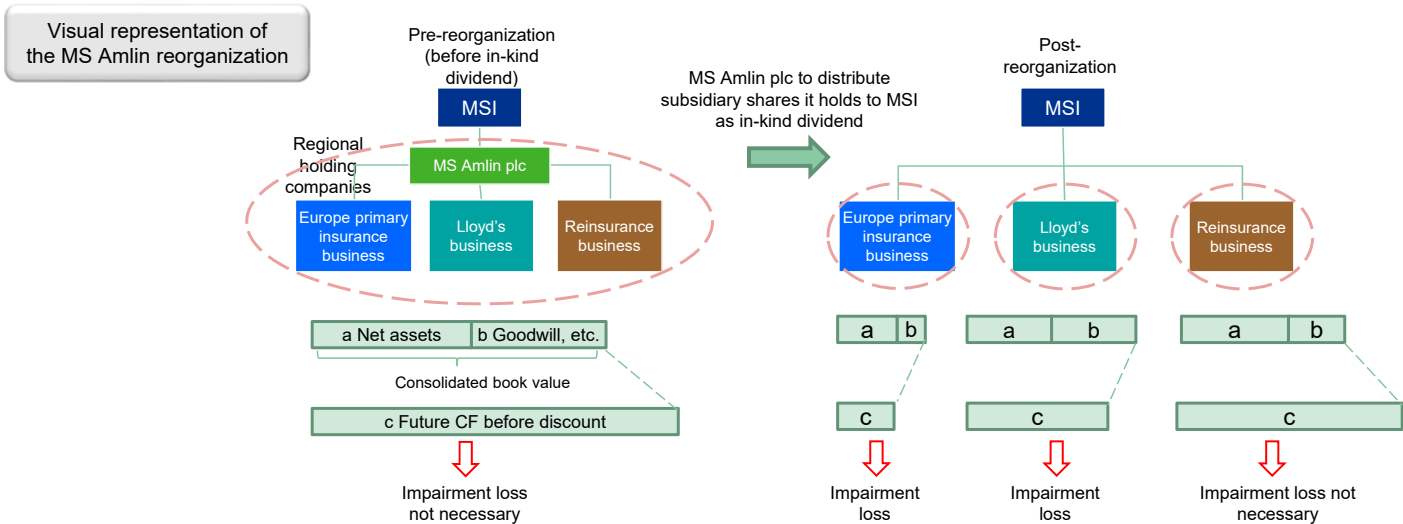 Visual representation of
the MS Amlin reorganization
Pre-reorganization
(before in-kind
dividend)
MSI
Regional
holding
companies
MS Amlin plc
Europe primary
insurance
business
Lloyd's
business
Reinsurance
business
a Net assets
b Goodwill, etc.
Consolidated book value
c Future CF before discount
Impairment loss
not necessary
MS Amlin plc to distribute
subsidiary shares it holds to MSI
as in-kind dividend
Post-
reorganization
MSI
Europe primary
insurance
business
Lloyd's
business
Reinsurance
business
a
b
a
b
a
b
c
c
c
Impairment
loss
Impairment
loss
Impairment loss not
necessary